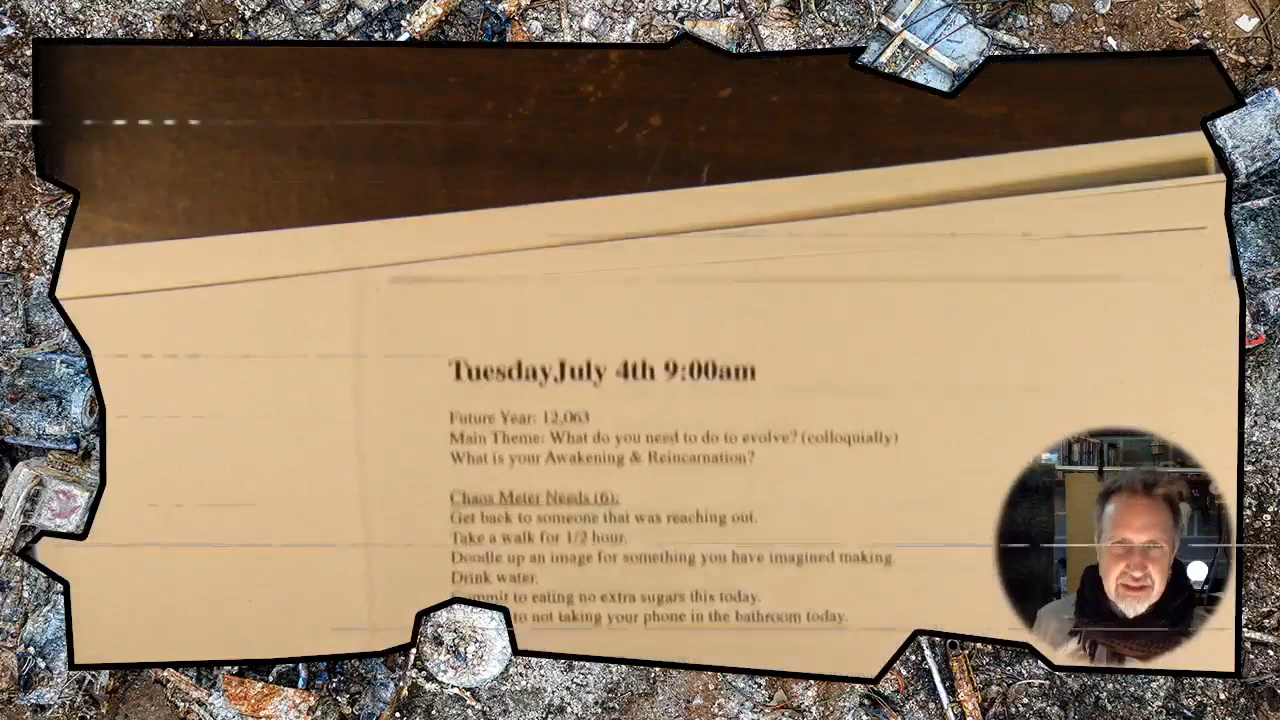 TuesdayJuly 4th 9:00am
Future Year: 12,063
Main Theme: What do you need to do to evolve? (colloquially)
What is your Awakening & Reincarnation?
Chaos Meter Needs (6):
Get back to someone that was reaching out.
Take a walk for 1/2 hour.
Doodle up an image for something you have imagined making.
Drink water.
to eating no extra sugars this today.
to not taking your phone in the bathroom today.